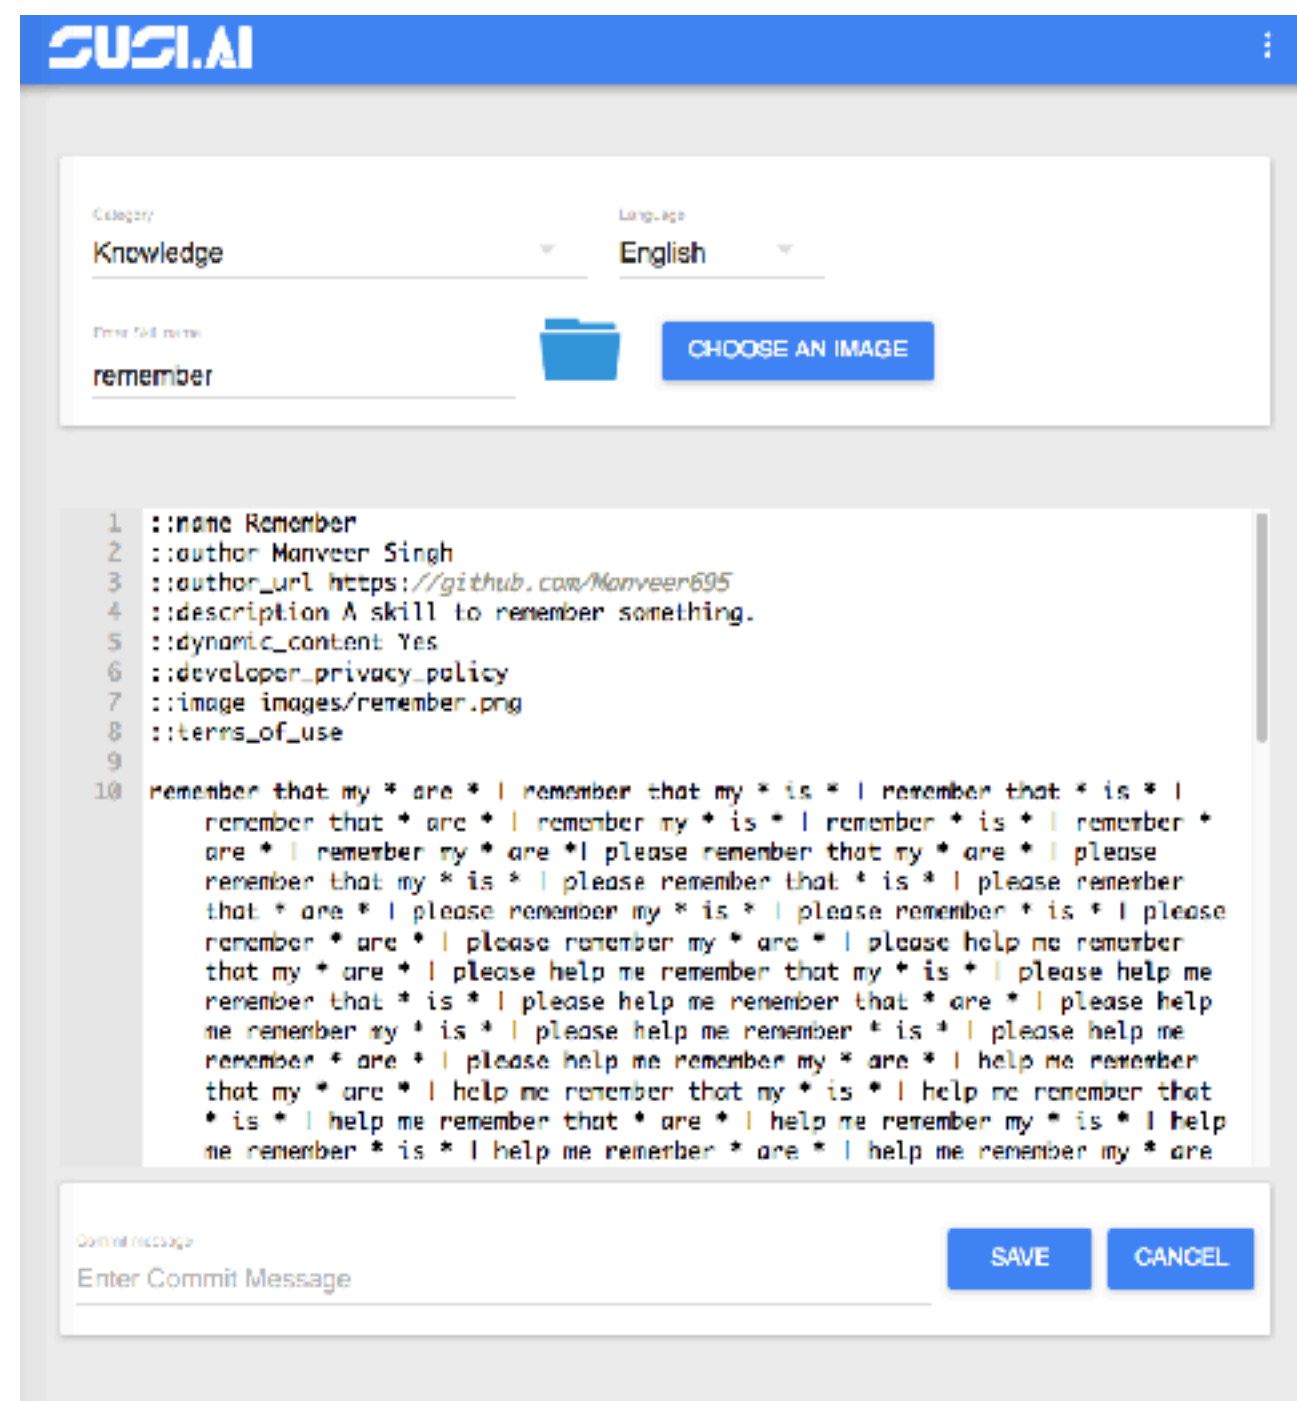 SUSI.AI
Category
Language
Knowledge
English
Enter Skill name
remember
CHOOSE AN IMAGE
1 ::name Remember
2 ::author Manveer Singh
3 ::author_url https://github.com/Manveer695
4 ::description A skill to remember something.
5 ::dynamic_content Yes
6 ::developer_privacy_policy
7 ::image images/remember.png
8 ::terms_of_use
9
10 remember that my * are * | remember that my * is * | remember that * is * |
remember that * are * | remember my * is * | remember * is * | remember *
are * | remember my * are *| please remember that my * are * | please
remember that my * is * | please remember that * is * | please remember
that * are * | please remember my * is * | please remember * is * | please
remember * are * | please remember my * are * | please help me remember
that my * are * | please help me remember that my * is * | please help me
remember that * is * | please help me remember that * are * | please help
me remember my * is * | please help me remember * is * | please help me
remember * are * | please help me remember my * are * | help me remember
that my * are * | help me remember that my * is * | help me remember that
* is * | help me remember that * are * | help me remember my * is * | help
me remember * is * | help me remember * are * | help me remember my * are
Commit message
Enter Commit Message
SAVE
CANCEL